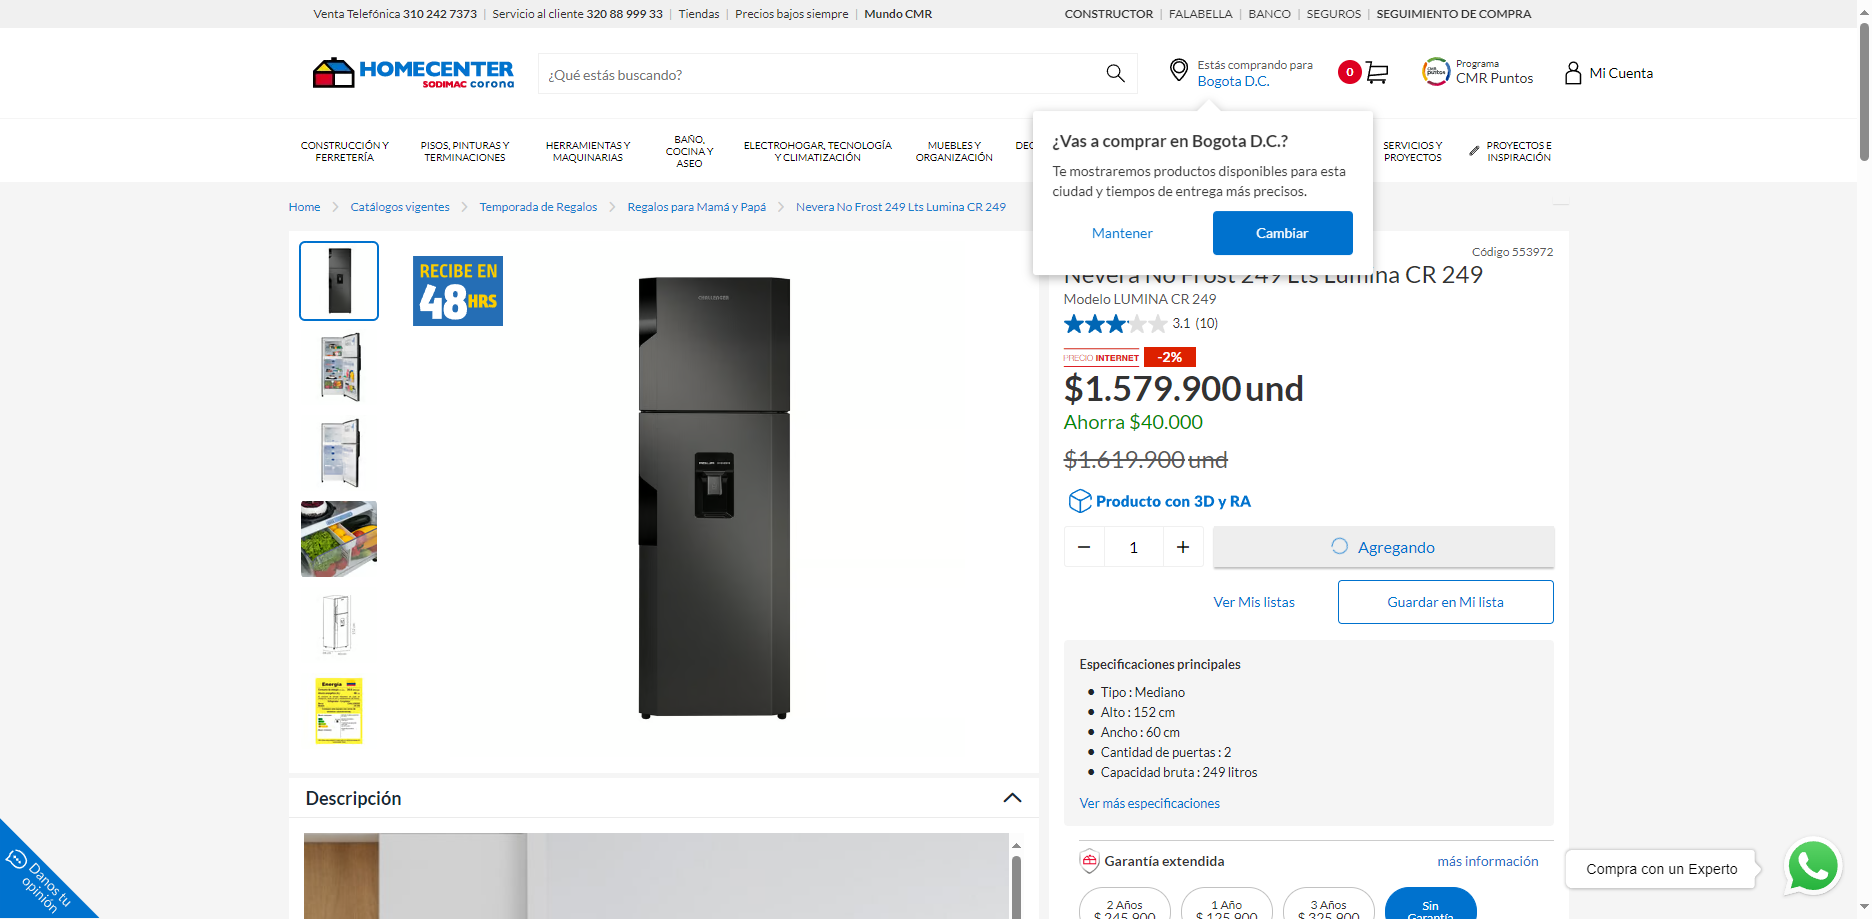 Venta Telefónica 310 242 7373 | Servicio al cliente 320 88 999 33 | Tiendas | Precios bajos siempre | Mundo CMR
CONSTRUCTOR | FALABELLA | BANCO | SEGUROS | SEGUIMIENTO DE COMPRA
HOMECENTER
SODIMAC corona
¿Qué estás buscando?
Estás comprando para
Bogota D.C.
0
Programa
CMR Puntos
Mi Cuenta
CONSTRUCCIÓN Y
FERRETERÍA
PISOS, PINTURAS Y
TERMINACIONES
HERRAMIENTAS Y
MAQUINARIAS
BAÑO,
COCINA Y
ASEO
ELECTROHOGAR, TECNOLOGÍA
Y CLIMATIZACIÓN
MUEBLES Y
ORGANIZACIÓN
SERVICIOS Y
PROYECTOS
PROYECTOS E
INSPIRACIÓN
¿Vas a comprar en Bogota D.C.?
Te mostraremos productos disponibles para esta
ciudad y tiempos de entrega más precisos.
Mantener
Cambiar
Home
Catálogos vigentes
Temporada de Regalos
Regalos para Mamá y Papá
Nevera No Frost 249 Lts Lumina CR 249
RECIBE EN
48HRS
CHALLENGER
Energía
Código 553972
Nevera No Frost 249 Lts Lumina CR 249
Modelo LUMINA CR 249
3.1 (10)
PRECIO INTERNET
-2%
$1.579.900 und
Ahorra $40.000
$1.619.900 und
Producto con 3D y RA
− 1 +
Agregando
Ver Mis listas
Guardar en Mi lista
Especificaciones principales
• Tipo : Mediano
• Alto : 152 cm
• Ancho : 60 cm
• Cantidad de puertas : 2
• Capacidad bruta : 249 litros
Ver más especificaciones
Descripción
Garantía extendida
más información
2 Años
$ 245.900
1 Año
$ 125.900
3 Años
$ 325.900
Sin
Garantía
Compra con un Experto
Danos tu
opinión